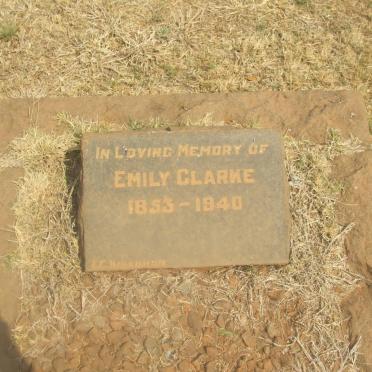 IN LOVING MEMORY OF
EMILY CLARKE
1853 - 1940